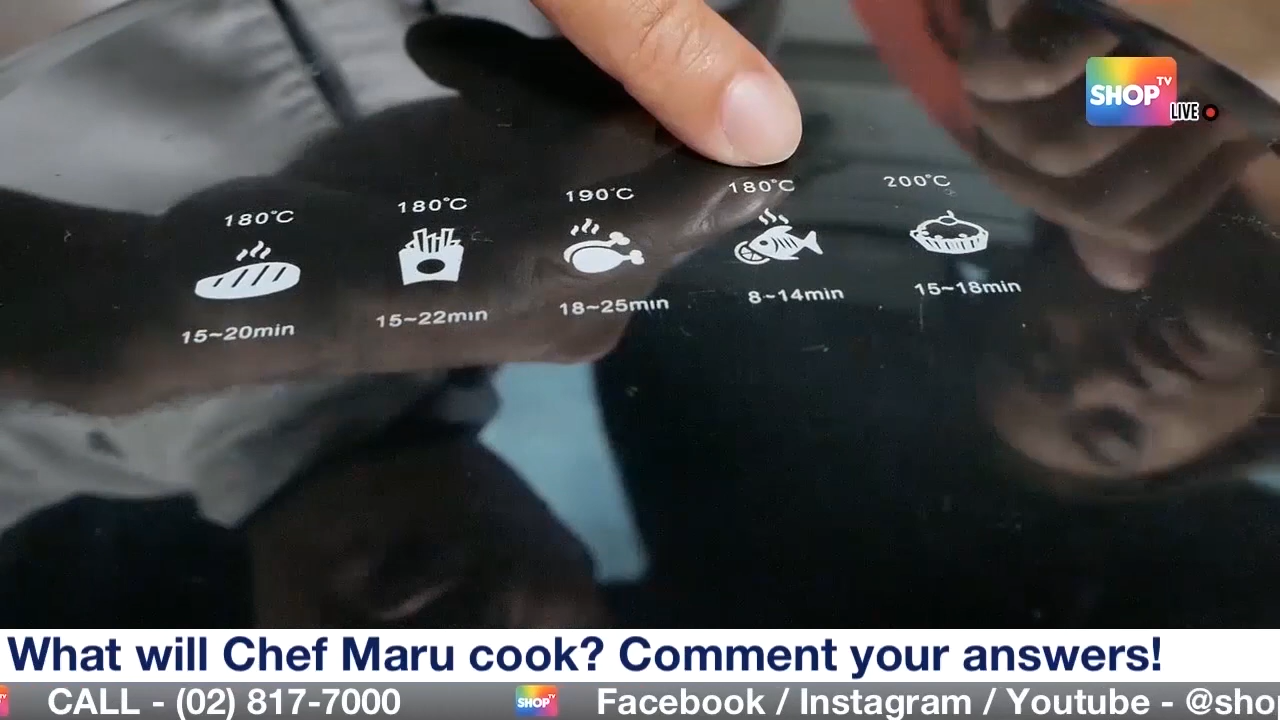 SHOP TV
LIVE
180°C 180°C 190°C 180°C 200°C
15~20min 15~22min 18~25min 8~14min 15~18min
What will Chef Maru cook? Comment your answers!
TV CALL - (02) 817-7000 SHOP TV Facebook / Instagram / Youtube - @sho